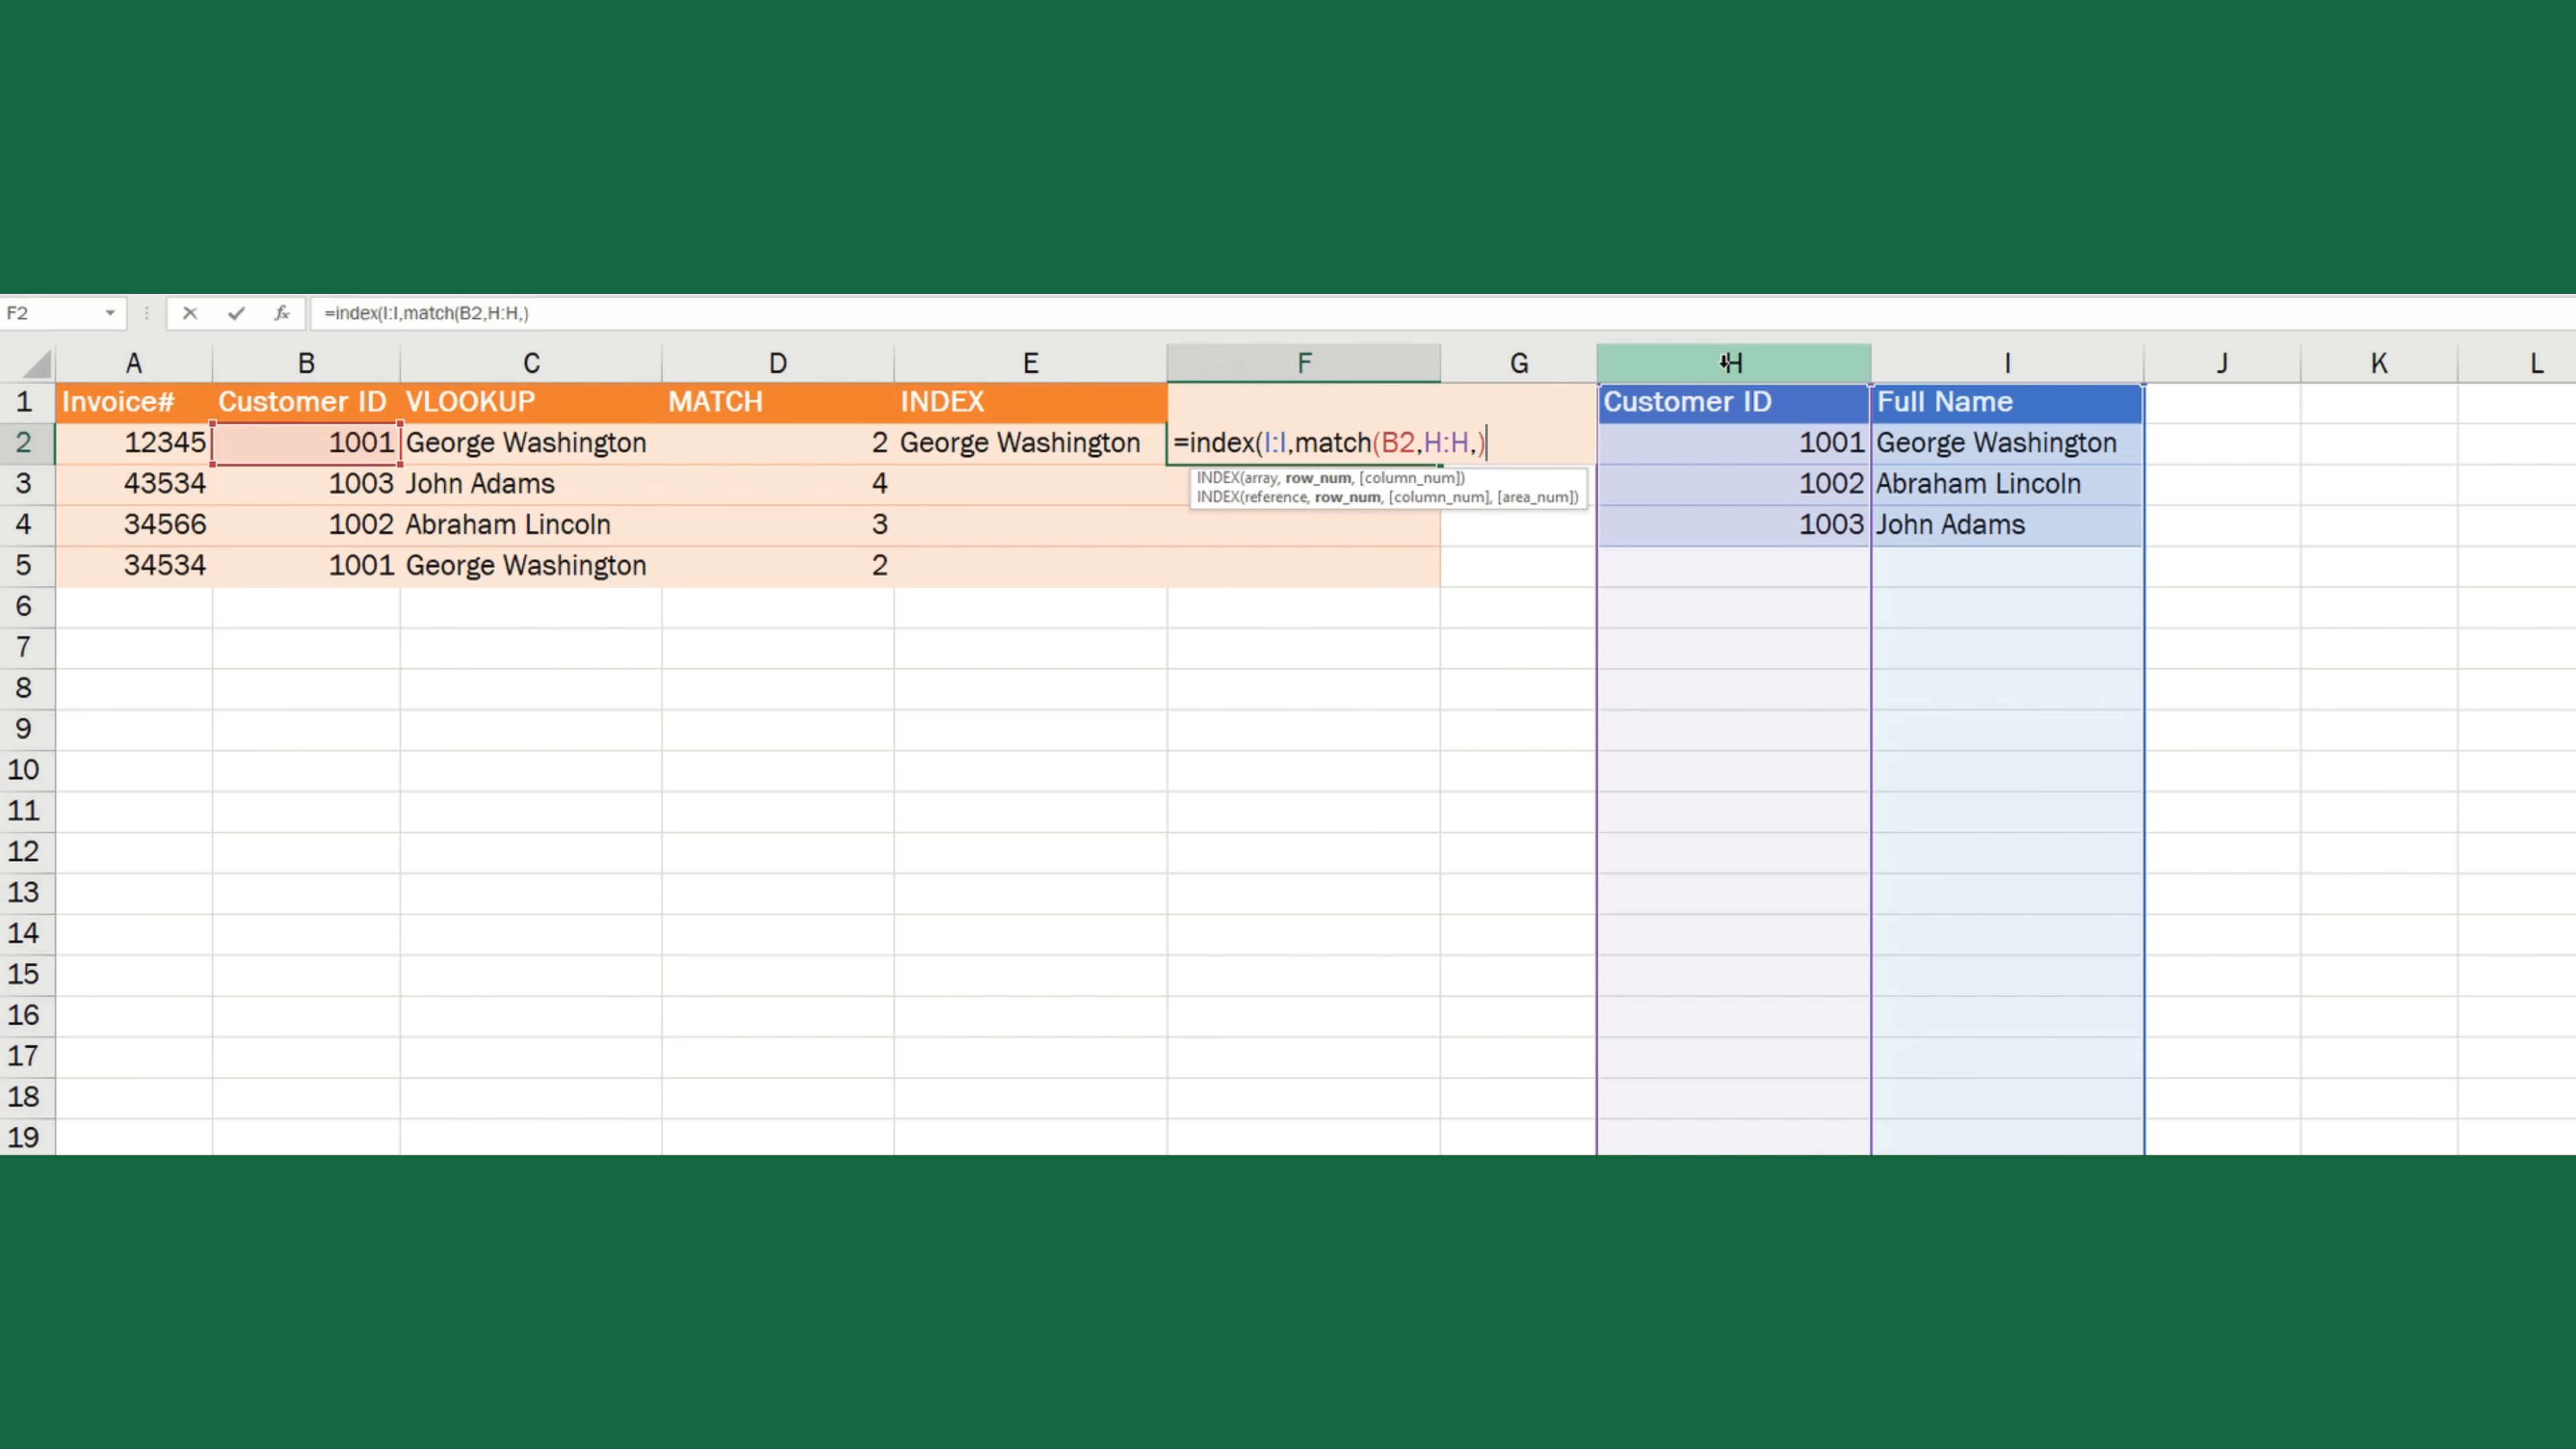 F2 =index(I:I,match(B2,H:H,)
A B C D E F G H I J K L
1 Invoice# Customer ID VLOOKUP MATCH INDEX Customer ID Full Name
2 12345 1001 George Washington 2 George Washington =index(I:I,match(B2,H:H,) 1001 George Washington
INDEX(array, row_num, [column_num])
3 43534 1003 John Adams 4 1002 Abraham Lincoln
INDEX(reference, row_num, [column_num], [area_num])
4 34566 1002 Abraham Lincoln 3 1003 John Adams
5 34534 1001 George Washington 2
6
7
8
9
10
11
12
13
14
15
16
17
18
19